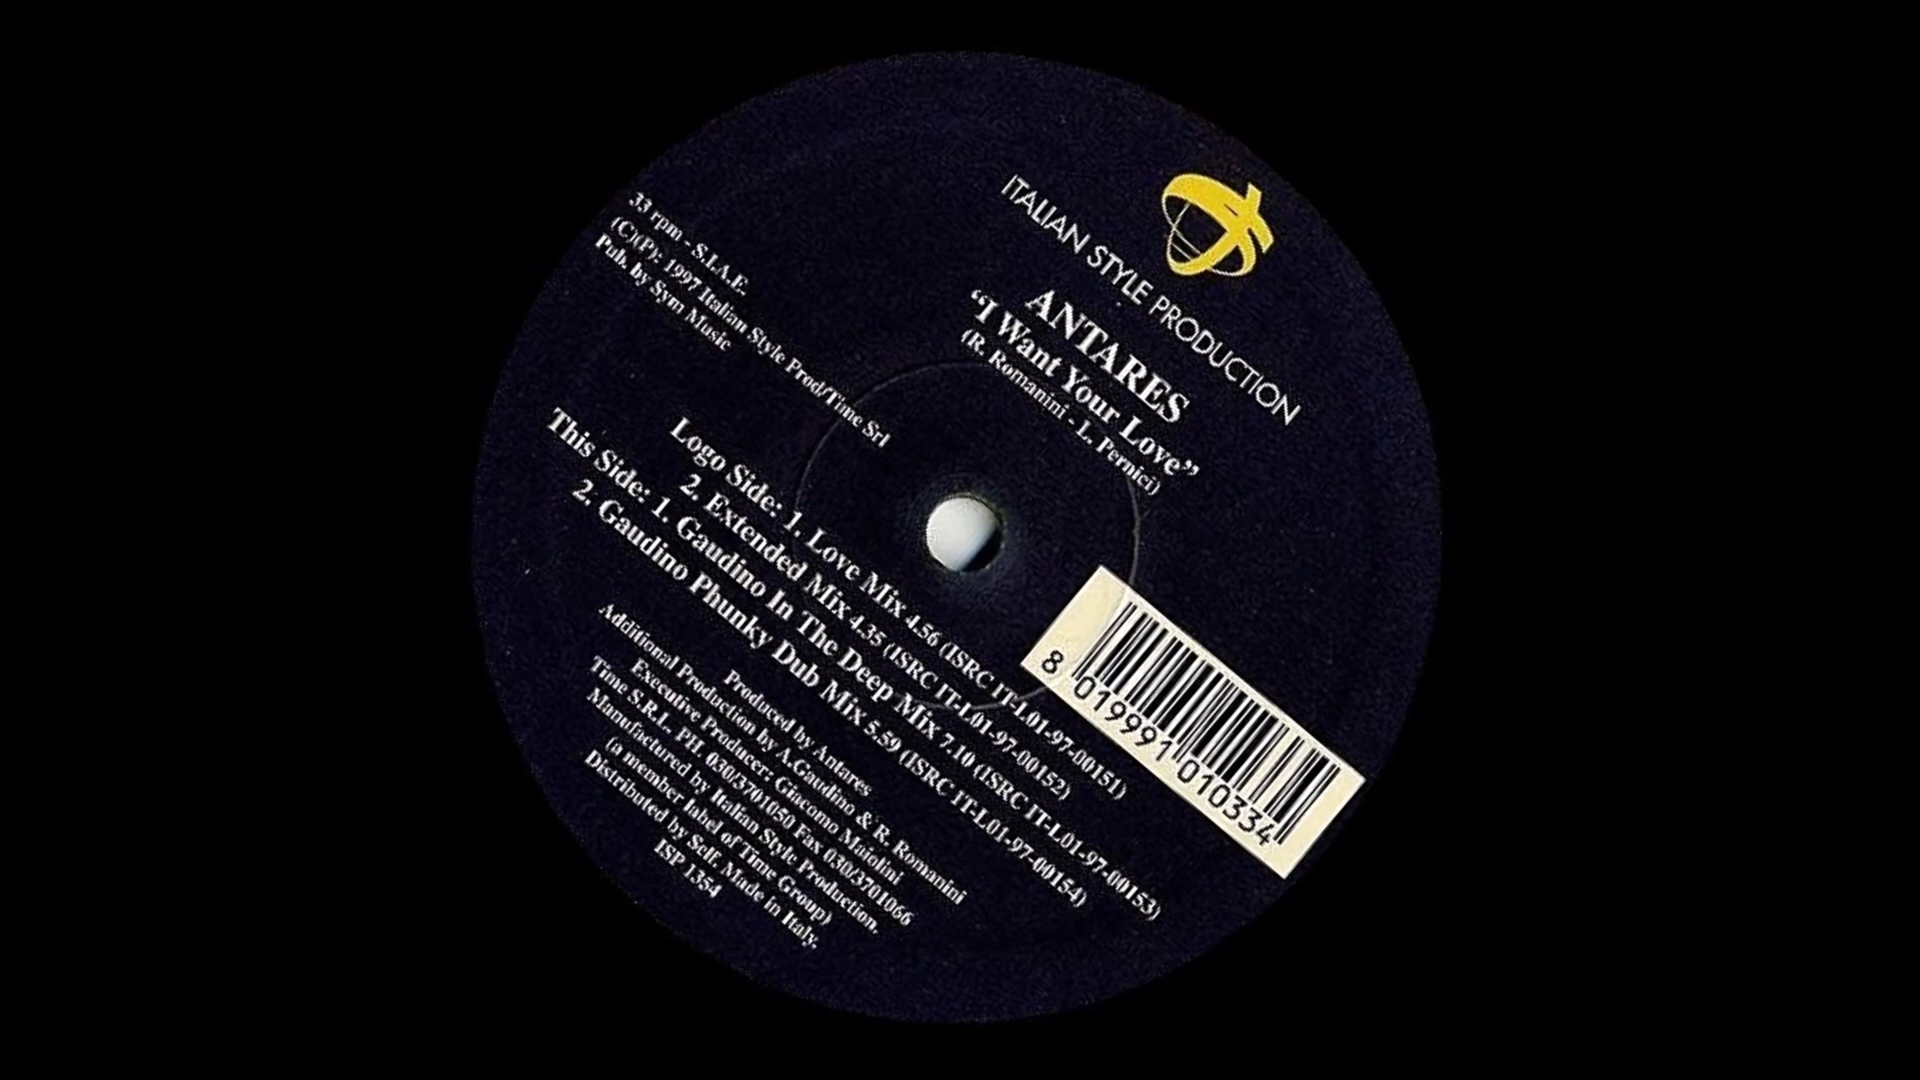 ITALIAN STYLE PRODUCTION
ANTARES
“I Want Your Love”
(R. Romanini - L. Pernici)
33 rpm - S.I.A.E.
(C)(P): 1997 Italian Style Prod/Time Srl
Pub. by Sym Music
Logo Side: 1. Love Mix 4.56 (ISRC IT-L01-97-00151)
2. Extended Mix 4.35 (ISRC IT-L01-97-00152)
This Side: 1. Gaudino In The Deep Mix 7.10 (ISRC IT-L01-97-00153)
2. Gaudino Phunky Dub Mix 5.59 (ISRC IT-L01-97-00154)
Produced by Antares
Additional Production by A.Gaudino & R. Romanini
Executive Producer: Giacomo Maiolini
Time S.R.L. PH. 030/3701050 Fax 030/3701066
Manufactured by Italian Style Production.
(a member label of Time Group)
Distributed by Self. Made in Italy.
ISP 1354
8 019991 010334